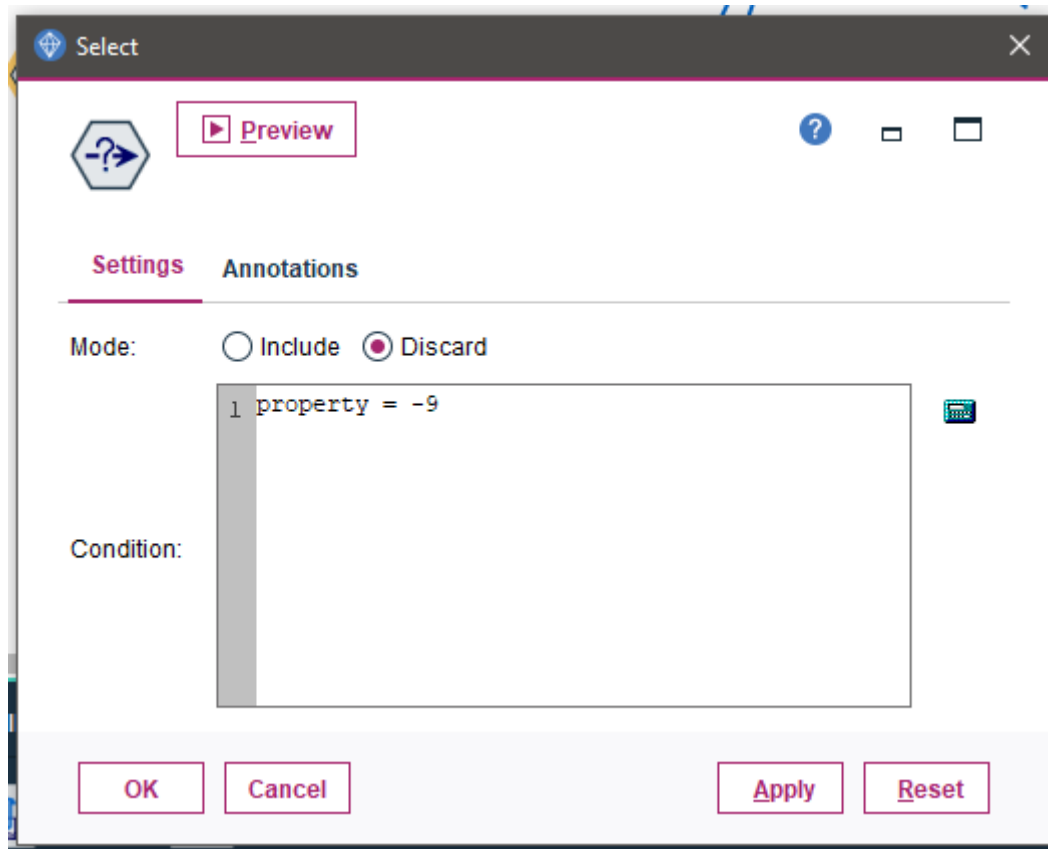 Select
Preview
Settings Annotations
Mode: Include Discard
1 property = -9
Condition:
OK Cancel Apply Reset